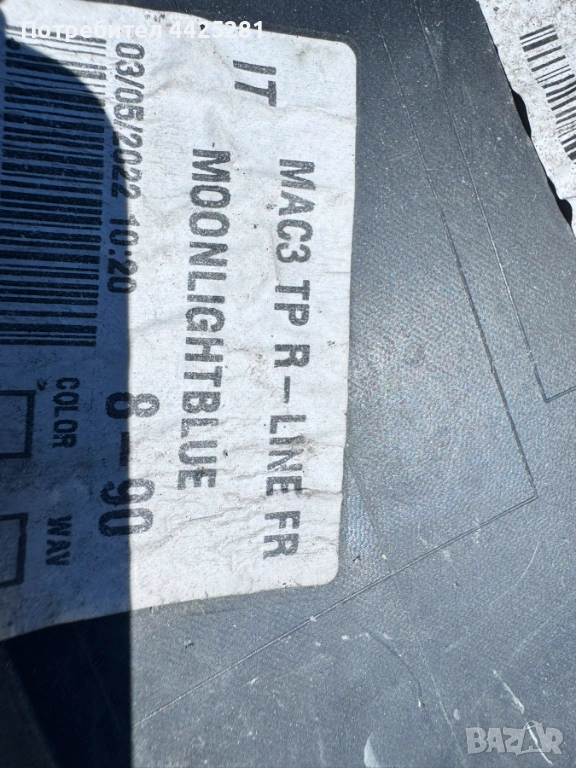 Потребител 4425281
IT
MAC3 TP R-LINE FR
MOONLIGHTBLUE
8-90
COLOR WAV
03/05/2022 10:20
BAZAR